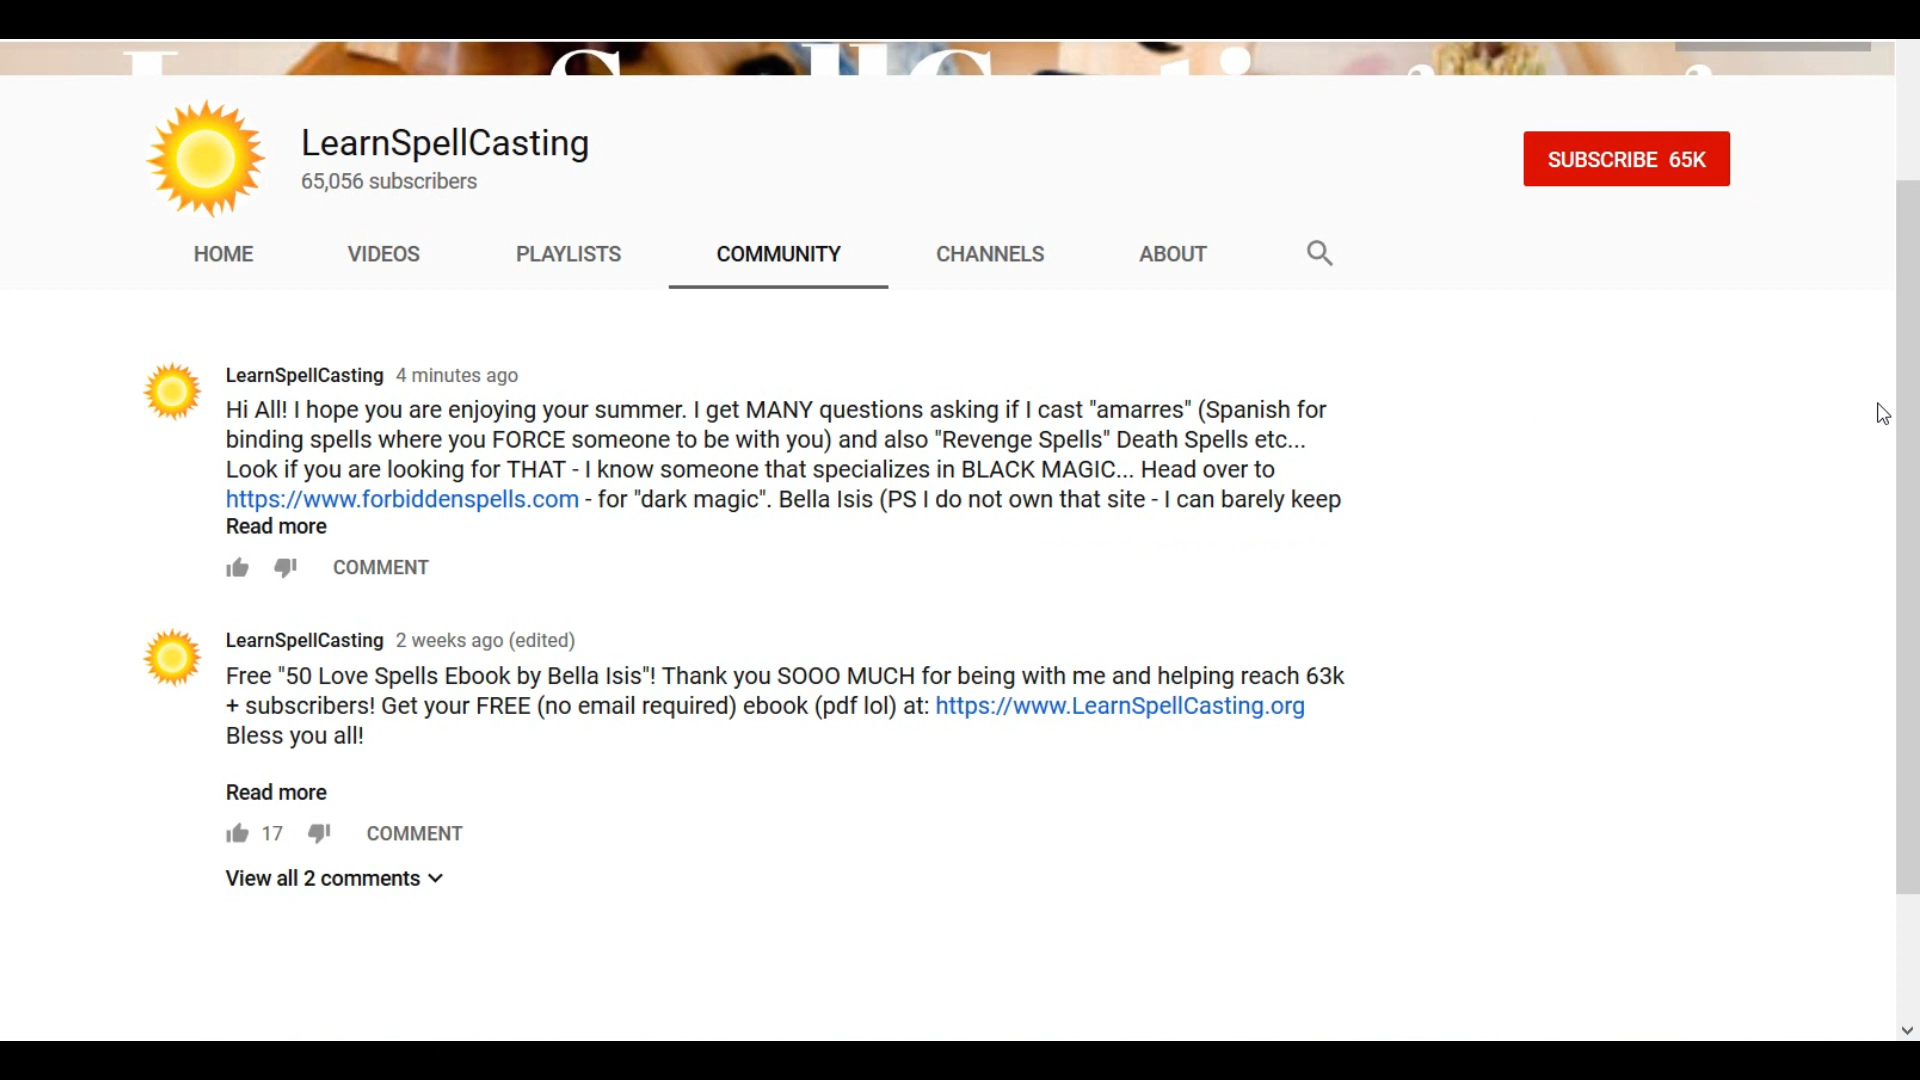 LearnSpellCasting
65,056 subscribers
SUBSCRIBE 65K
HOME VIDEOS PLAYLISTS COMMUNITY CHANNELS ABOUT
LearnSpellCasting 4 minutes ago
Hi All! I hope you are enjoying your summer. I get MANY questions asking if I cast "amarres" (Spanish for
binding spells where you FORCE someone to be with you) and also "Revenge Spells" Death Spells etc...
Look if you are looking for THAT - I know someone that specializes in BLACK MAGIC... Head over to
https://www.forbiddenspells.com - for "dark magic". Bella Isis (PS I do not own that site - I can barely keep
Read more
COMMENT
LearnSpellCasting 2 weeks ago (edited)
Free "50 Love Spells Ebook by Bella Isis"! Thank you SOOO MUCH for being with me and helping reach 63k
+ subscribers! Get your FREE (no email required) ebook (pdf lol) at: https://www.LearnSpellCasting.org
Bless you all!
Read more
17 COMMENT
View all 2 comments